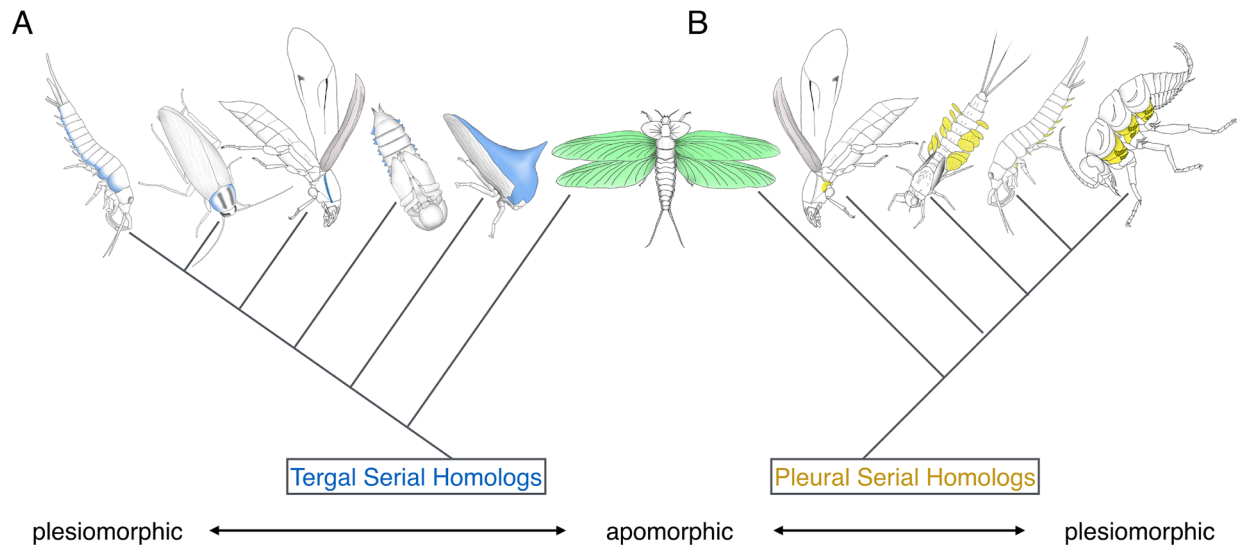 A
B
Tergal Serial Homologs
Pleural Serial Homologs
plesiomorphic
apomorphic
plesiomorphic